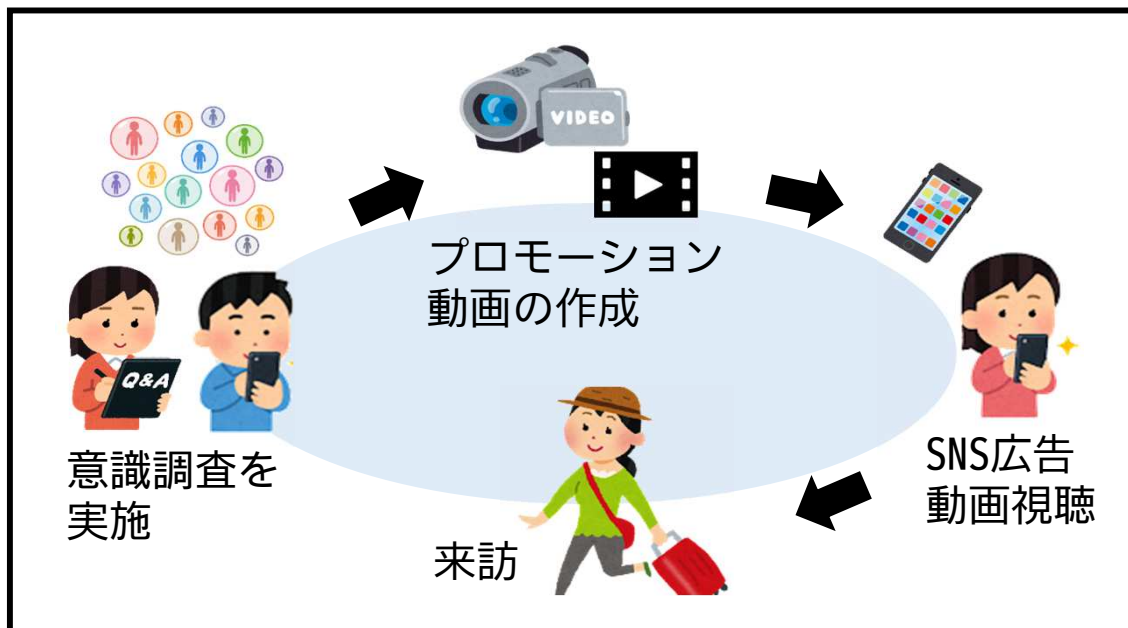 VIDEO
プロモーション
動画の作成
Q&A
意識調査を
実施
SNS広告
動画視聴
来訪